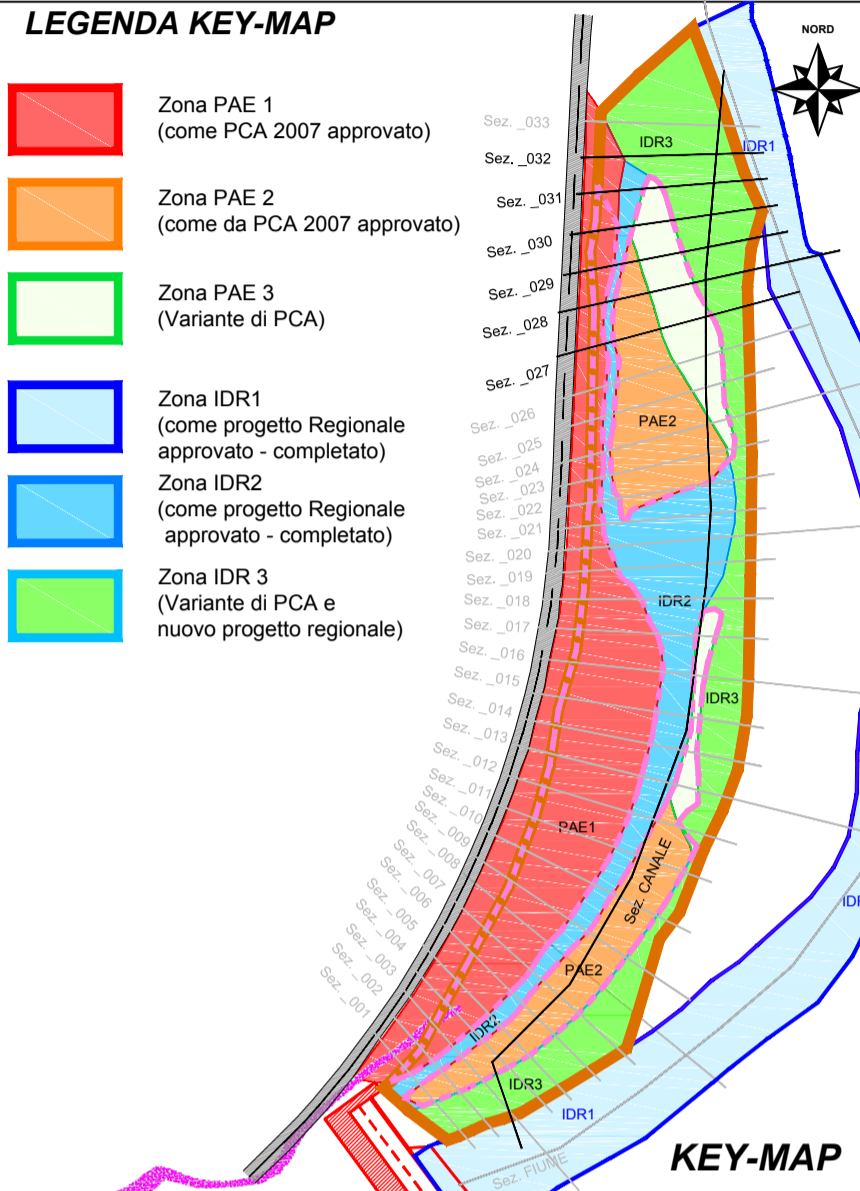 LEGENDA KEY-MAP
NORD
Zona PAE 1
(come PCA 2007 approvato)
Zona PAE 2
(come da PCA 2007 approvato)
Zona PAE 3
(Variante di PCA)
Zona IDR1
(come progetto Regionale
approvato - completato)
Zona IDR2
(come progetto Regionale
approvato - completato)
Zona IDR 3
(Variante di PCA e
nuovo progetto regionale)
Sez. _033
Sez. _032
Sez. _031
Sez. _030
Sez. _029
Sez. _028
Sez. _027
Sez. _026
Sez. _025
Sez. _024
Sez. _023
Sez. _022
Sez. _021
Sez. _020
Sez. _019
Sez. _018
Sez. _017
Sez. _016
Sez. _015
Sez. _014
Sez. _013
Sez. _012
Sez. _011
Sez. _010
Sez. _009
Sez. _008
Sez. _007
Sez. _006
Sez. _005
Sez. _004
Sez. _003
Sez. _002
Sez. _001
IDR3
IDR1
PAE2
IDR2
IDR3
PAE1
Sez. CANALE
PAE2
IDR2
IDR3
IDR1
Sez. FIUME
KEY-MAP